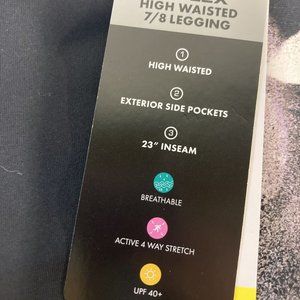 HIGH WAISTED
7/8 LEGGING
1
HIGH WAISTED
2
EXTERIOR SIDE POCKETS
3
23" INSEAM
BREATHABLE
ACTIVE 4 WAY STRETCH
UPF 40+